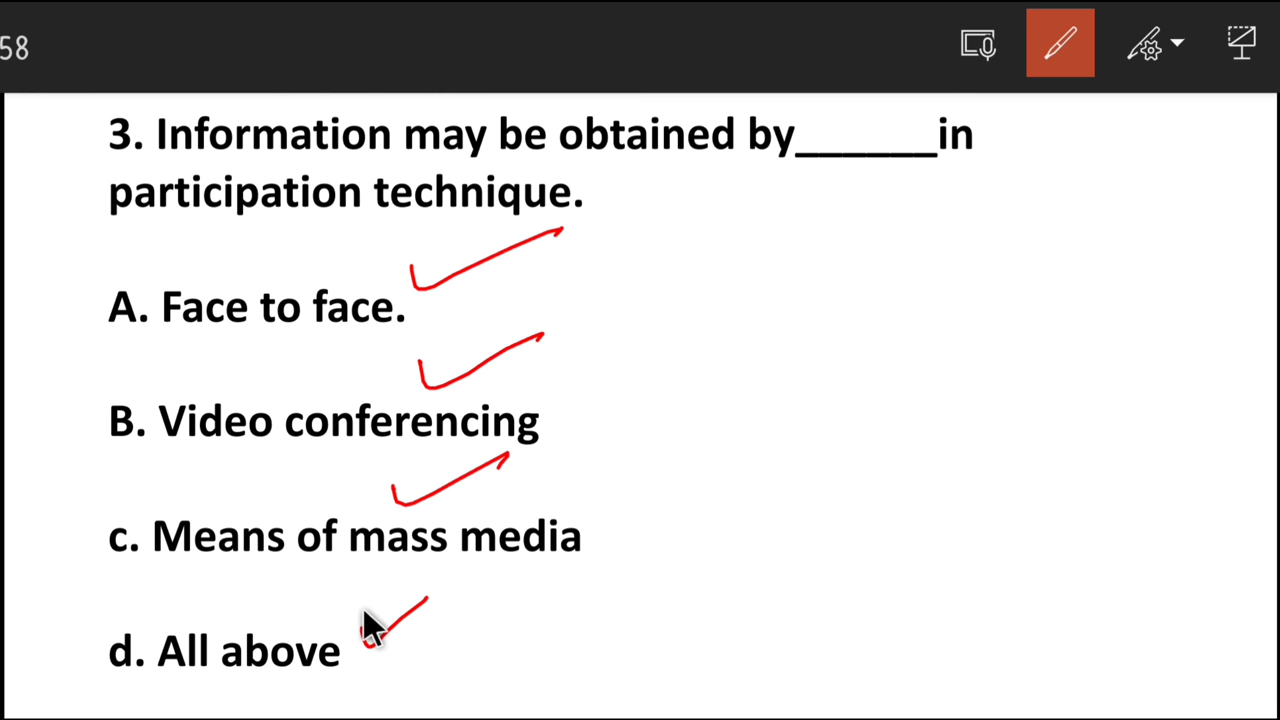 58
3. Information may be obtained by______in
participation technique.
A. Face to face.
B. Video conferencing
c. Means of mass media
d. All above